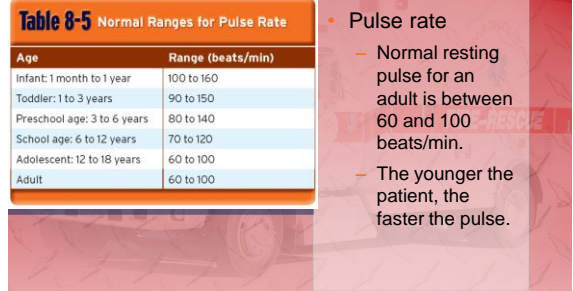 Table 8-5 Normal Ranges for Pulse Rate
Age Range (beats/min)
Infant: 1 month to 1 year 100 to 160
Toddler: 1 to 3 years 90 to 150
Preschool age: 3 to 6 years 80 to 140
School age: 6 to 12 years 70 to 120
Adolescent: 12 to 18 years 60 to 100
Adult 60 to 100
• Pulse rate
– Normal resting
pulse for an
adult is between
60 and 100
beats/min.
– The younger the
patient, the
faster the pulse.
RESCUE